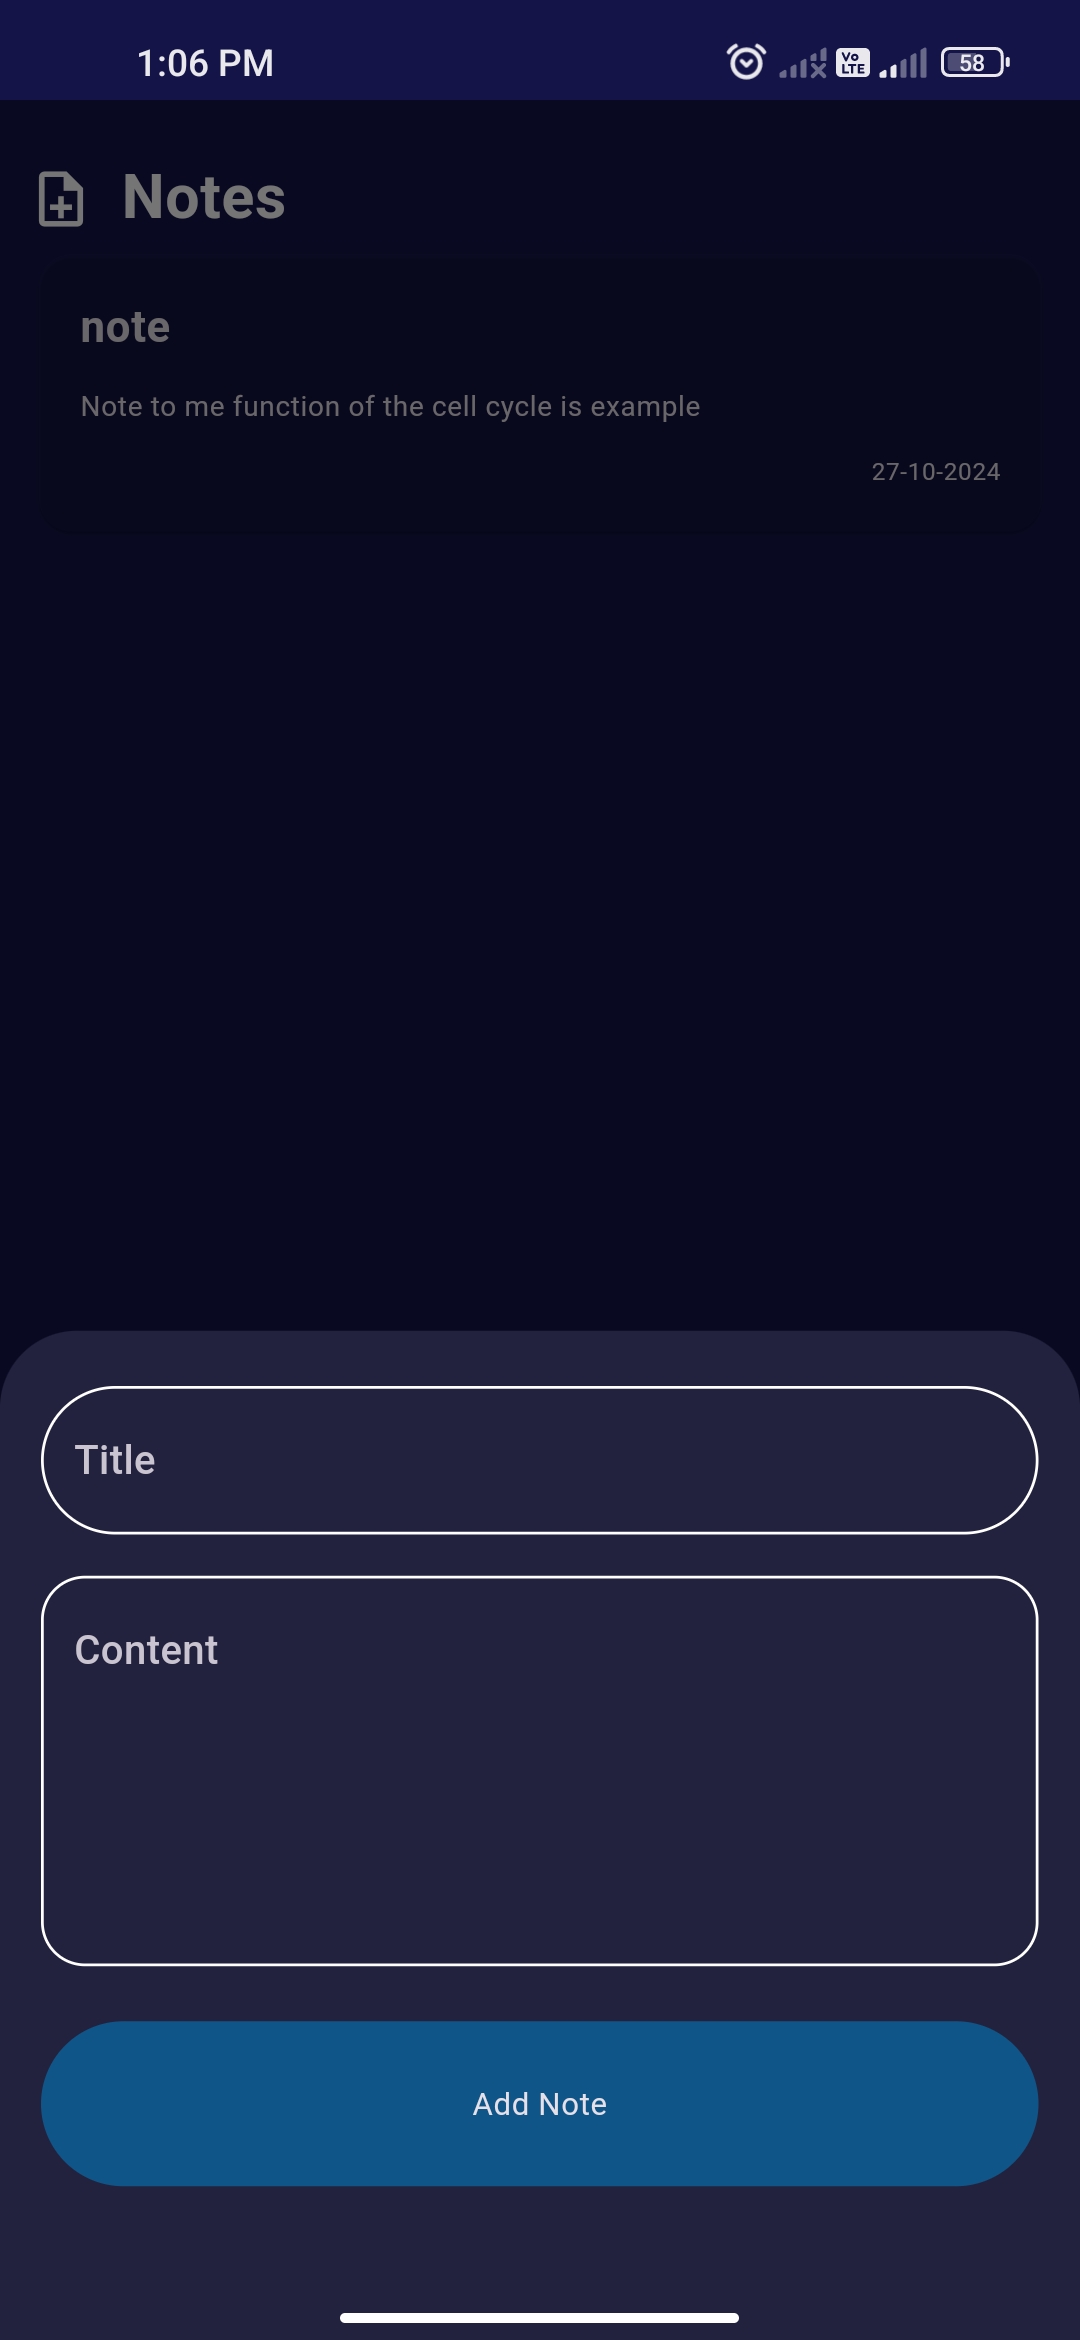 1:06 PM
Vo
LTE
58
Notes
note
Note to me function of the cell cycle is example
27-10-2024
Title
Content
Add Note